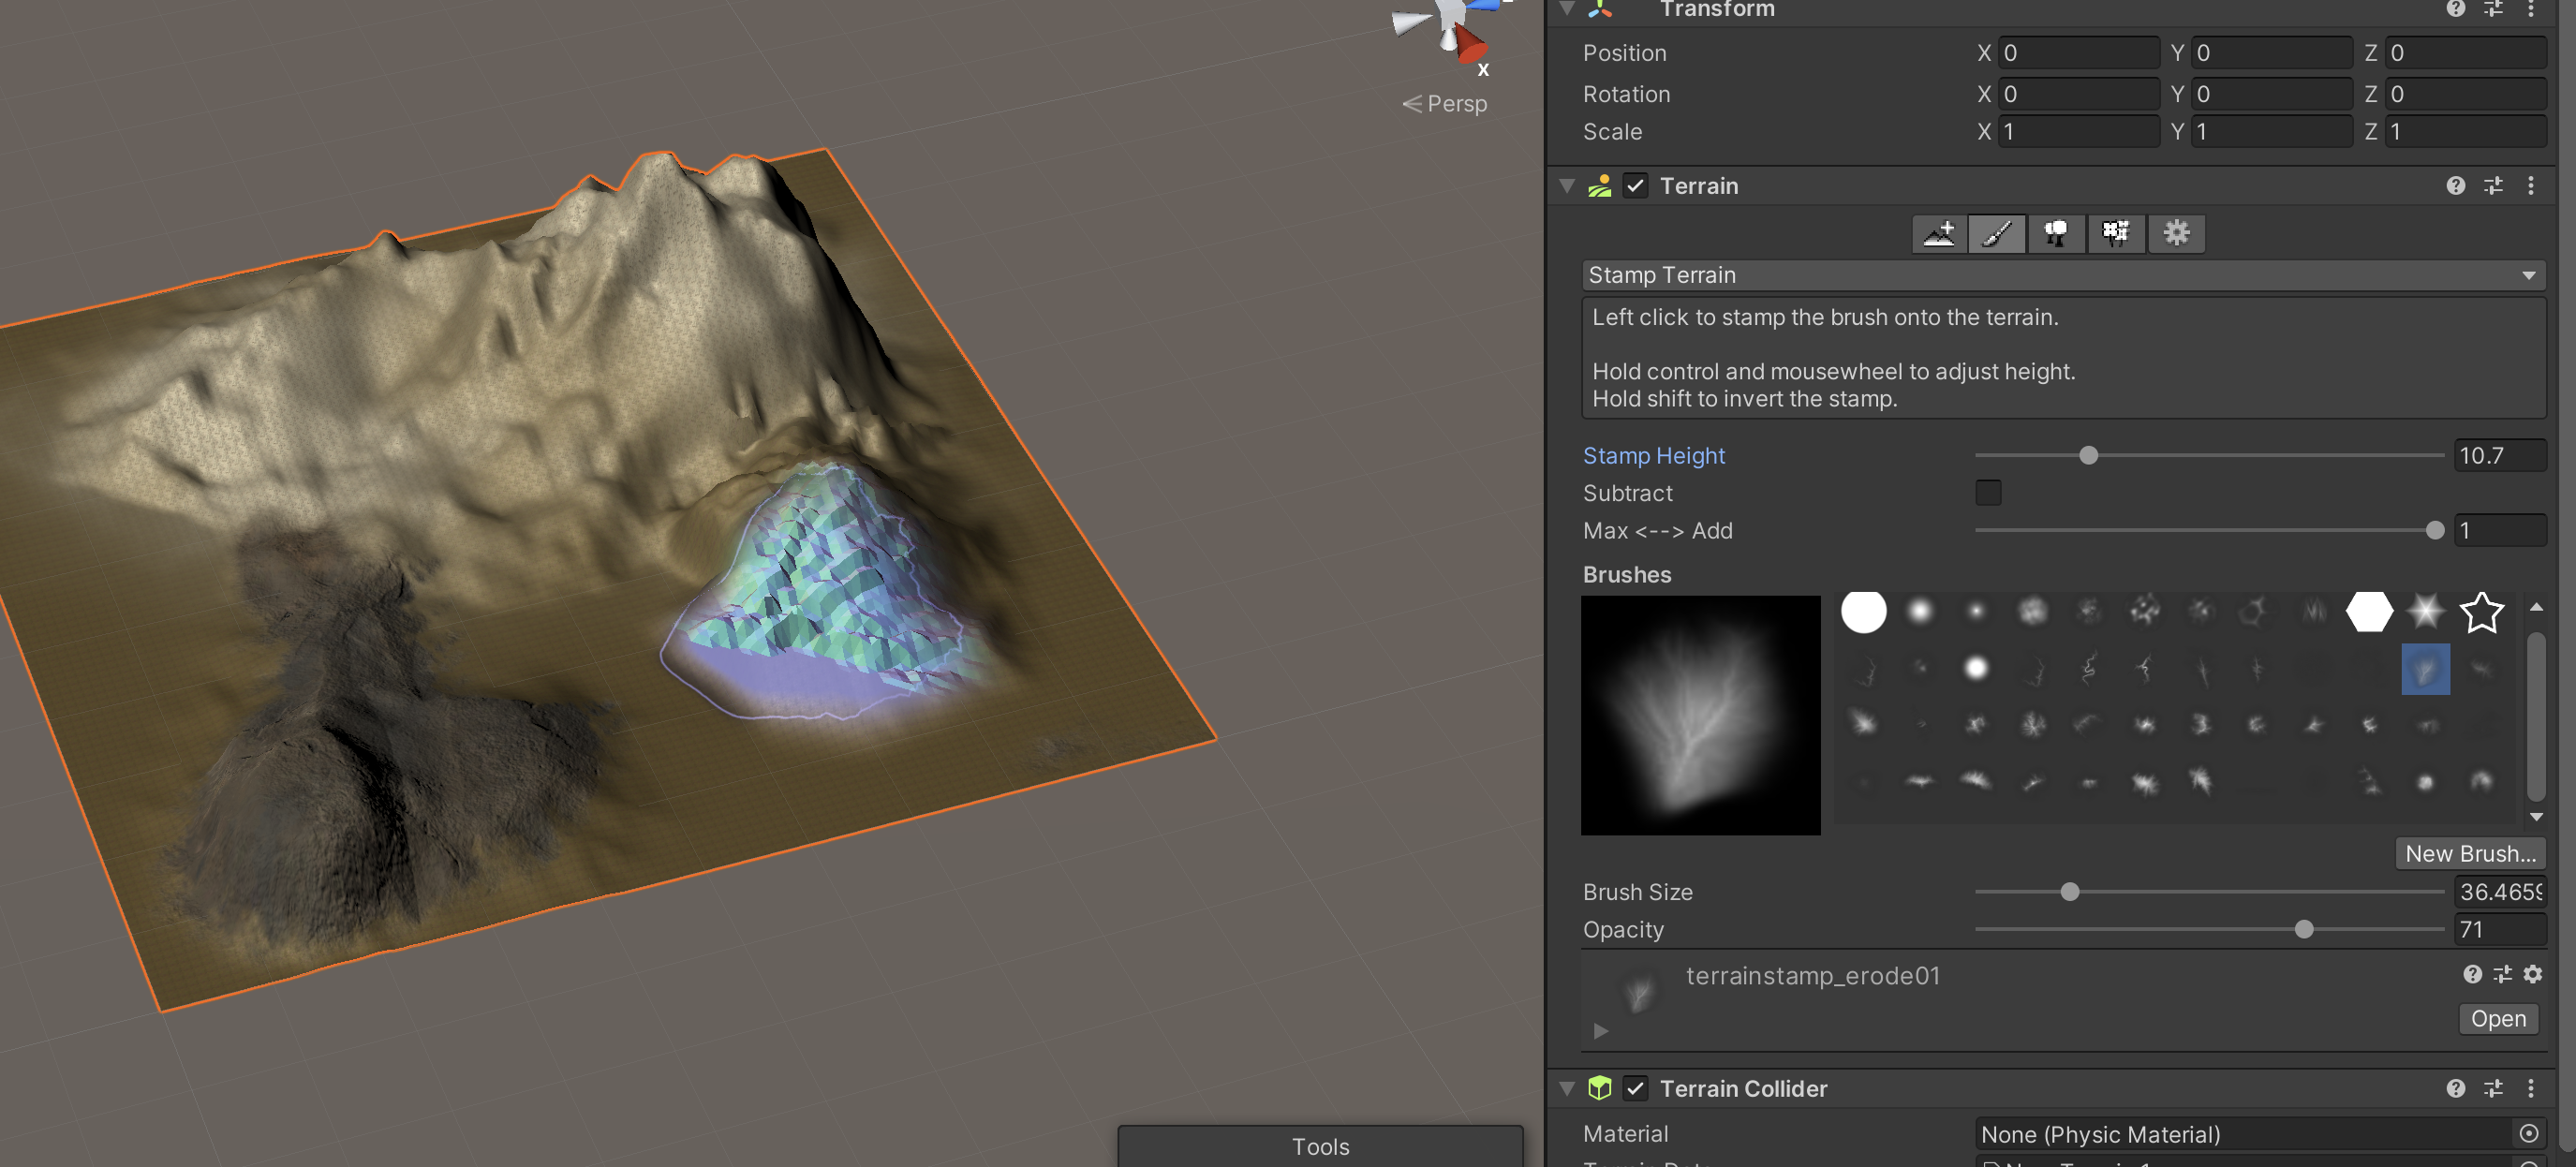 Transform
x
Persp
Position X 0 Y 0 Z 0
Rotation X 0 Y 0 Z 0
Scale X 1 Y 1 Z 1
Terrain
Stamp Terrain
Left click to stamp the brush onto the terrain.
Hold control and mousewheel to adjust height.
Hold shift to invert the stamp.
Stamp Height 10.7
Subtract
Max <--> Add 1
Brushes
New Brush...
Brush Size 36.4659
Opacity 71
terrainstamp_erode01
Open
Terrain Collider
Material None (Physic Material)
Tools